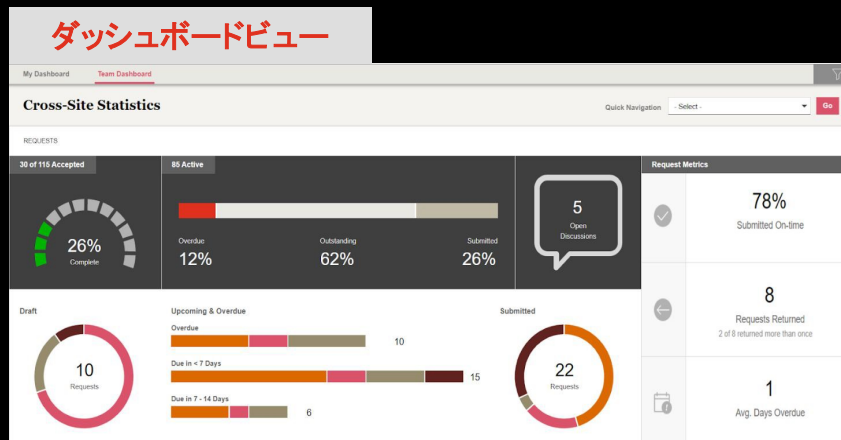 ダッシュボードビュー
My Dashboard Team Dashboard
Cross-Site Statistics
Quick Navigation - Select - Go
REQUESTS
30 of 115 Accepted
26%
Complete
85 Active
Overdue Outstanding Submitted
12% 62% 26%
5
Open
Discussions
Request Metrics
78%
Submitted On-time
8
Requests Returned
2 of 8 returned more than once
1
Avg. Days Overdue
Draft
10
Requests
Upcoming & Overdue
Overdue
10
Due in < 7 Days
15
Due in 7 - 14 Days
6
Submitted
22
Requests